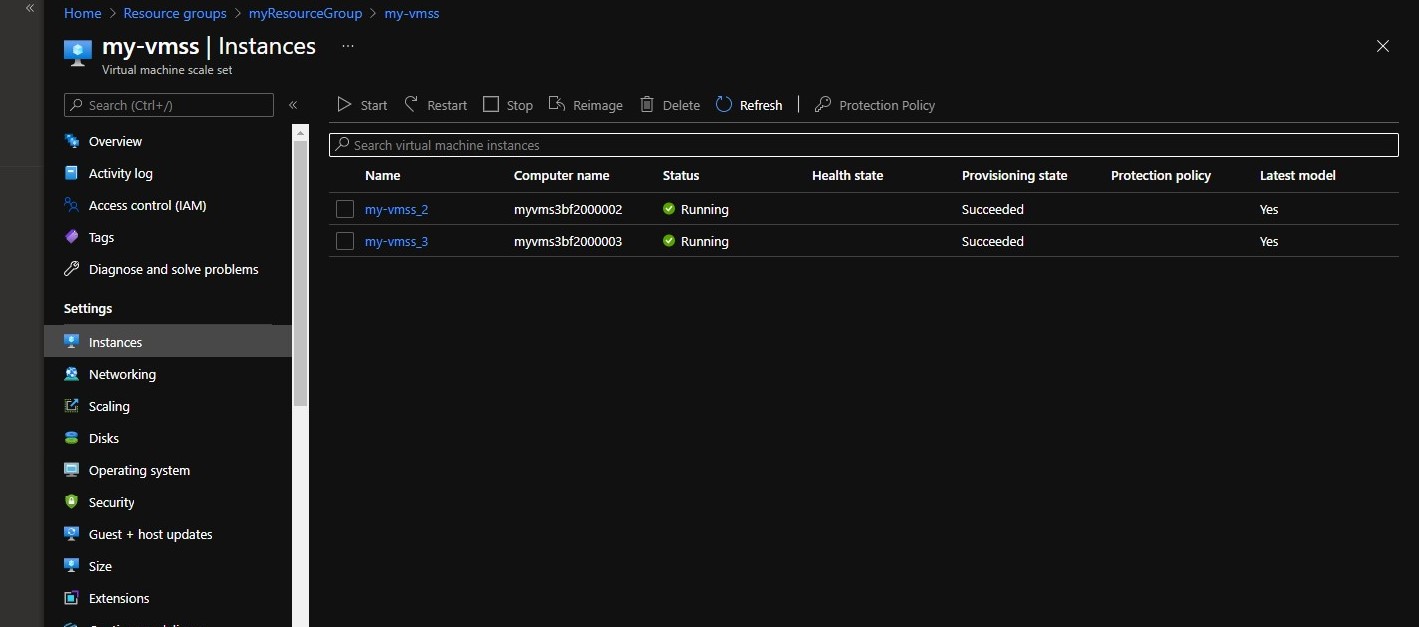 Home > Resource groups > myResourceGroup > my-vmss
my-vmss | Instances ...
Virtual machine scale set
Search (Ctrl+/)
Start Restart Stop Reimage Delete Refresh | Protection Policy
Search virtual machine instances
Overview
Activity log
Access control (IAM)
Tags
Diagnose and solve problems
Settings
Instances
Networking
Scaling
Disks
Operating system
Security
Guest + host updates
Size
Extensions
Name Computer name Status Health state Provisioning state Protection policy Latest model
my-vmss_2 myvms3bf2000002 Running Succeeded Yes
my-vmss_3 myvms3bf2000003 Running Succeeded Yes